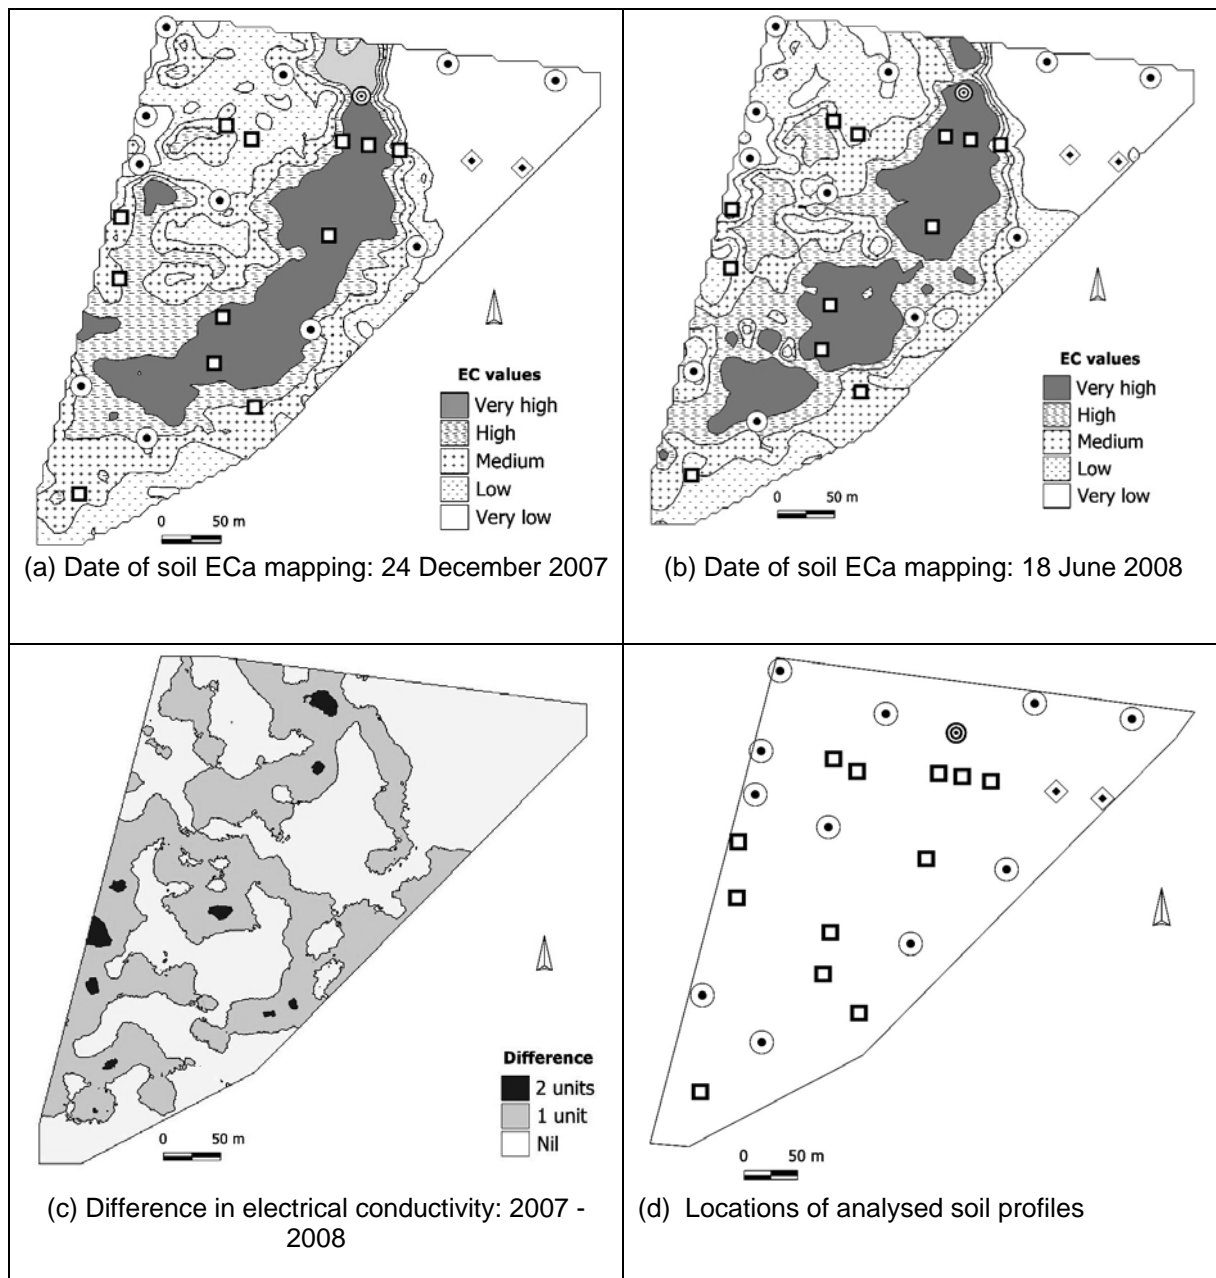 EC values
Very high
High
Medium
Low
Very low
0 50 m
(a) Date of soil ECa mapping: 24 December 2007
EC values
Very high
High
Medium
Low
Very low
0 50 m
(b) Date of soil ECa mapping: 18 June 2008
Difference
2 units
1 unit
Nil
0 50 m
(c) Difference in electrical conductivity: 2007 -
2008
0 50 m
(d) Locations of analysed soil profiles